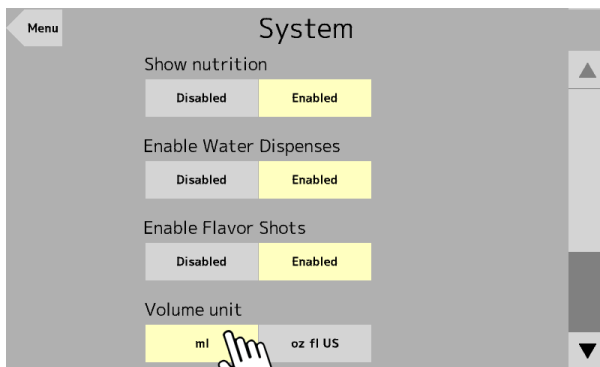 Menu
System
Show nutrition
Disabled Enabled
Enable Water Dispenses
Disabled Enabled
Enable Flavor Shots
Disabled Enabled
Volume unit
ml oz fl US